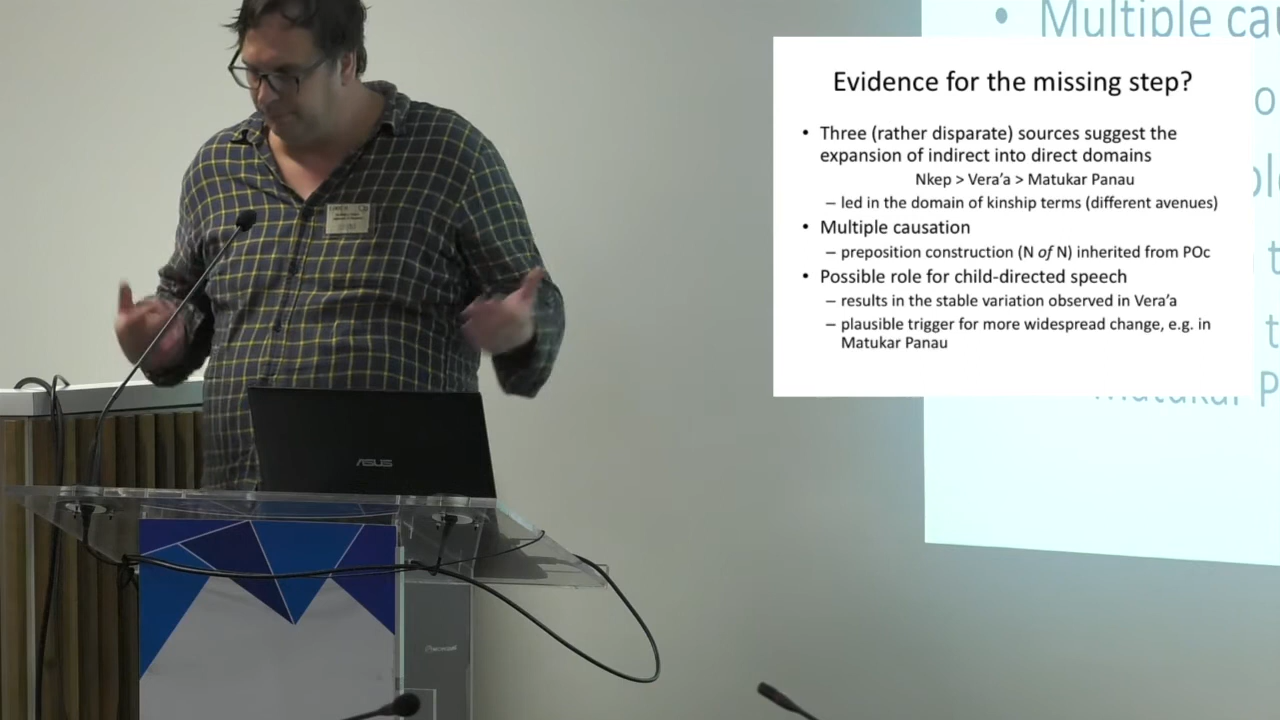 Multiple cau
Evidence for the missing step?
• Three (rather disparate) sources suggest the
expansion of indirect into direct domains
Nkep > Vera’a > Matukar Panau
– led in the domain of kinship terms (different avenues)
• Multiple causation
– preposition construction (N of N) inherited from POc
• Possible role for child-directed speech
– results in the stable variation observed in Vera’a
– plausible trigger for more widespread change, e.g. in
Matukar Panau
Matukar P
ASUS